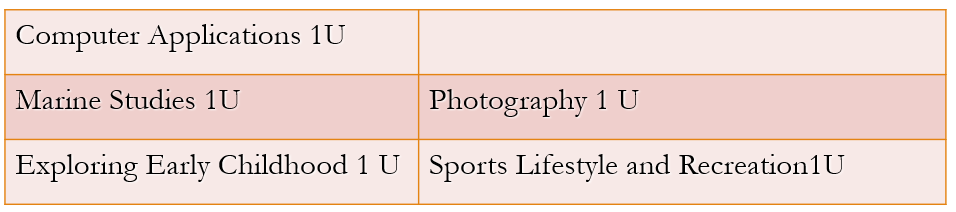 Computer Applications 1U
Marine Studies 1U
Photography 1 U
Exploring Early Childhood 1 U
Sports Lifestyle and Recreation1U